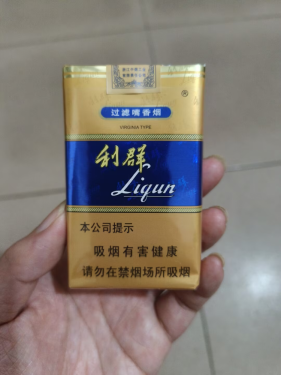 ®
过滤嘴香烟
VIRGINIA TYPE
利群
Liqun
本公司提示
吸烟有害健康
请勿在禁烟场所吸烟